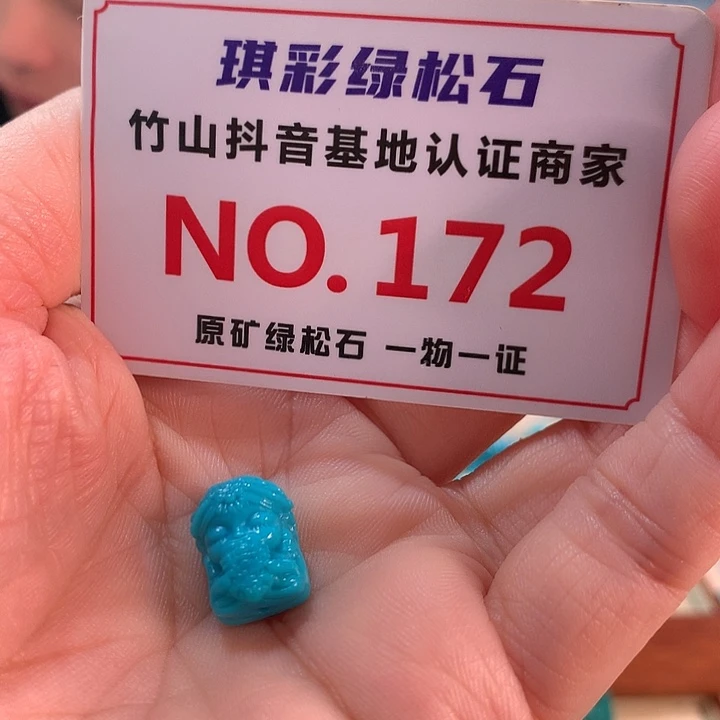 琪彩绿松石
竹山抖音基地认证商家
NO.172
原矿绿松石 一物一证